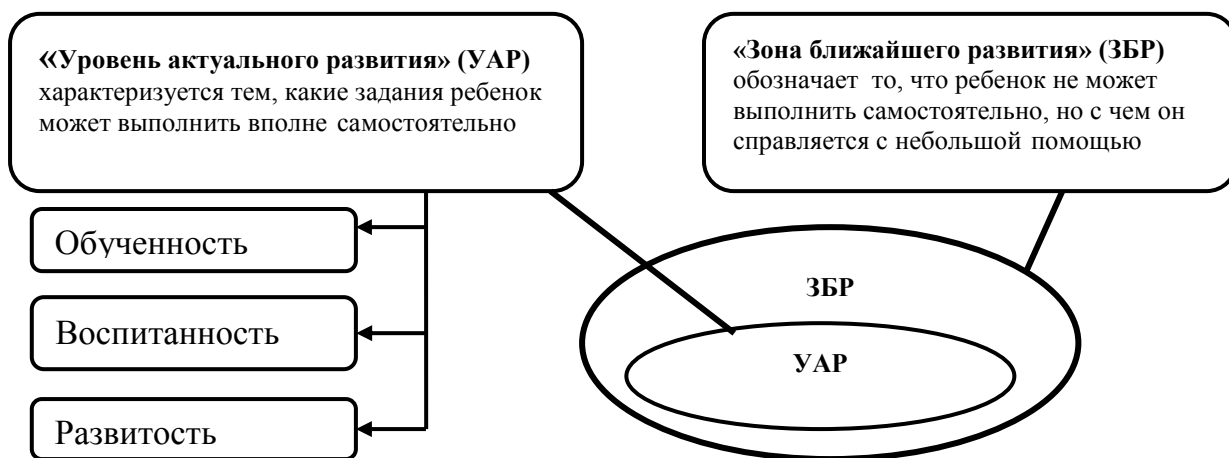 «Уровень актуального развития» (УАР)
характеризуется тем, какие задания ребенок
может выполнить вполне самостоятельно
«Зона ближайшего развития» (ЗБР)
обозначает то, что ребенок не может
выполнить самостоятельно, но с чем он
справляется с небольшой помощью
Обученность
Воспитанность
Развитость
ЗБР
УАР